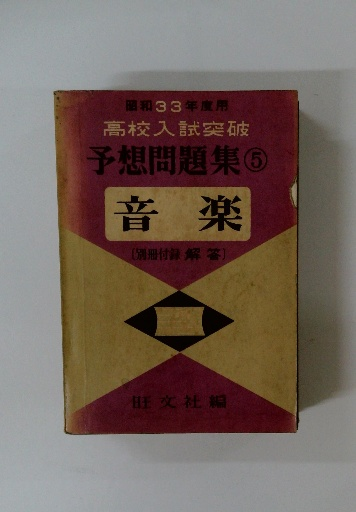 昭和33年度用
高校入試突破
予想問題集⑤
音楽
〔別冊付録 解答〕
旺文社編